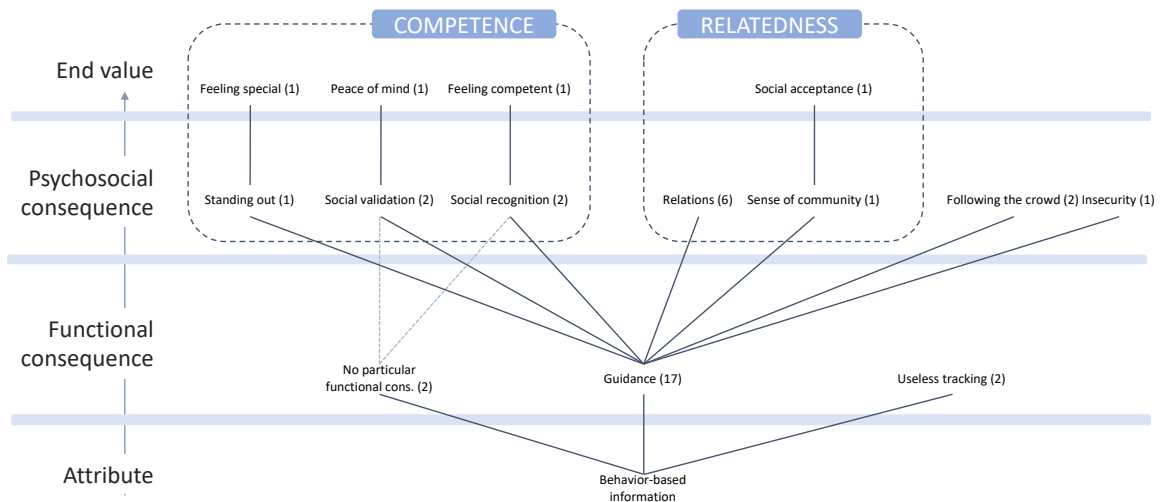 COMPETENCE
RELATEDNESS
End value
Feeling special (1)
Peace of mind (1)
Feeling competent (1)
Social acceptance (1)
Psychosocial
consequence
Standing out (1)
Social validation (2)
Social recognition (2)
Relations (6)
Sense of community (1)
Following the crowd (2)
Insecurity (1)
Functional
consequence
No particular
functional cons. (2)
Guidance (17)
Useless tracking (2)
Attribute
Behavior-based
information